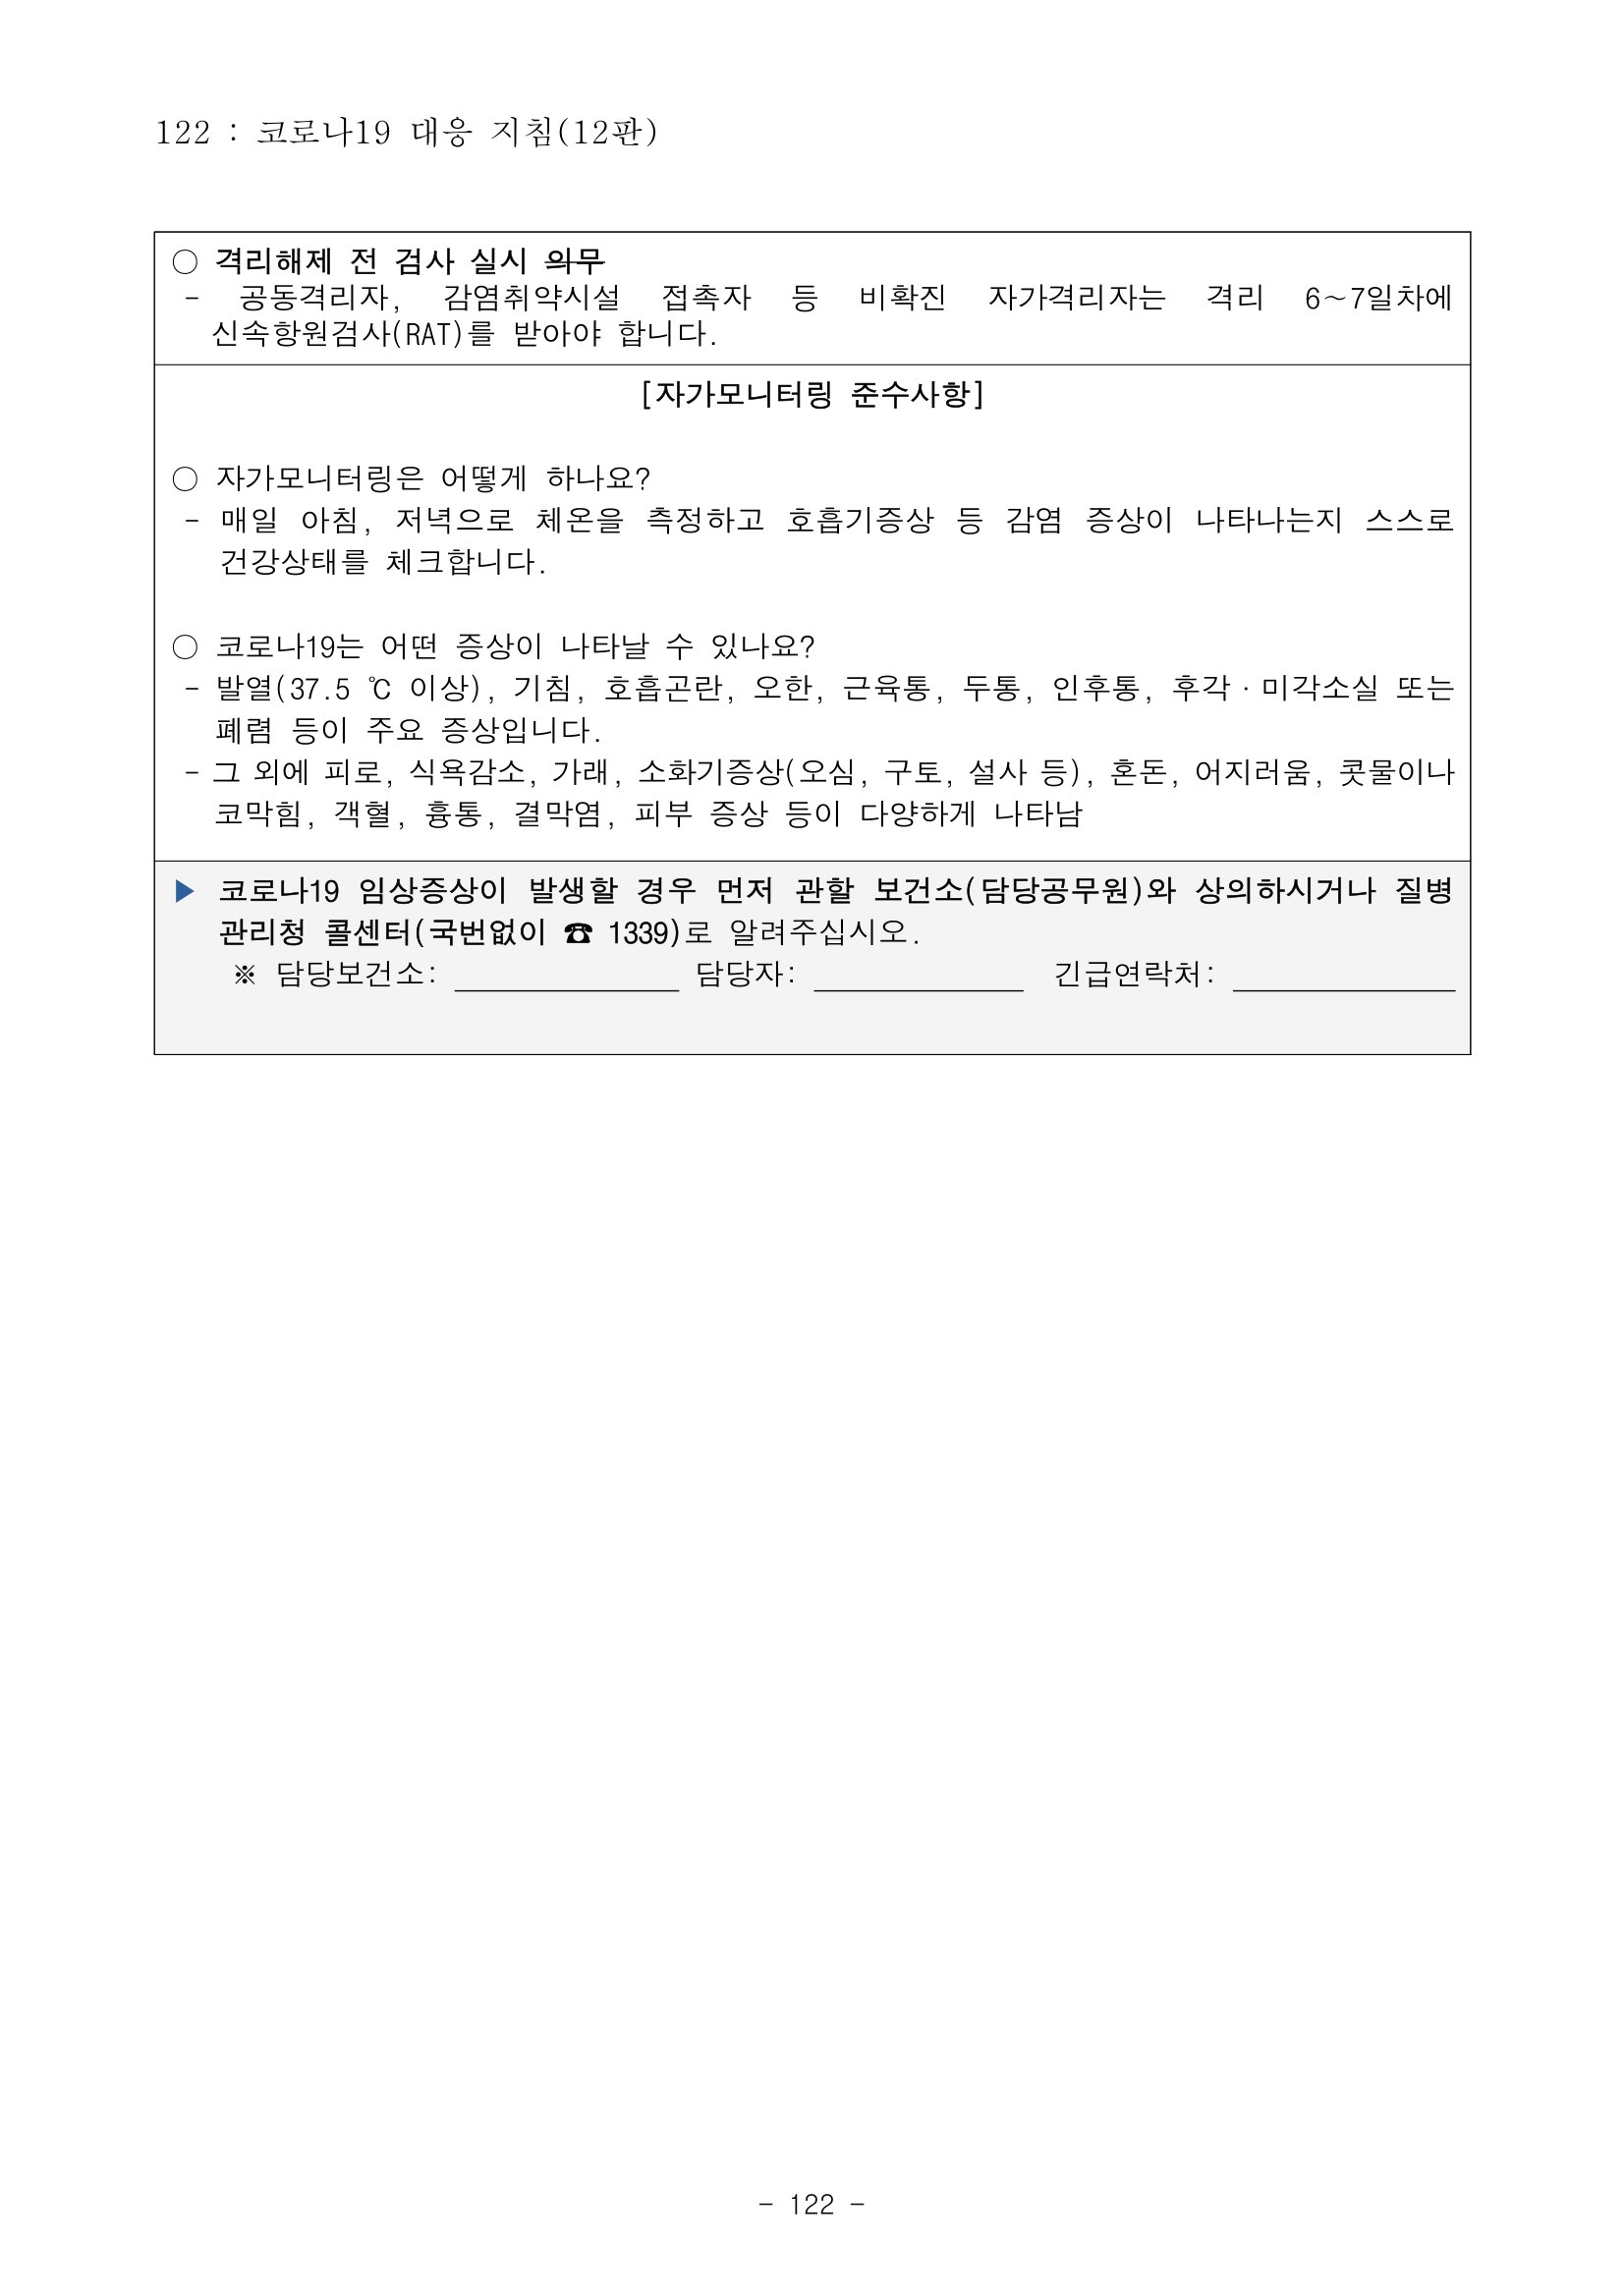 122 : 코로나19 대응 지침(12판)
○ 격리해제 전 검사 실시 의무
- 공동격리자, 감염취약시설 접촉자 등 비확진 자가격리자는 격리 6~7일차에
신속항원검사(RAT)를 받아야 합니다.
[자가모니터링 준수사항]
○ 자가모니터링은 어떻게 하나요?
- 매일 아침, 저녁으로 체온을 측정하고 호흡기증상 등 감염 증상이 나타나는지 스스로
건강상태를 체크합니다.
○ 코로나19는 어떤 증상이 나타날 수 있나요?
- 발열(37.5 ℃ 이상), 기침, 호흡곤란, 오한, 근육통, 두통, 인후통, 후각·미각소실 또는
폐렴 등이 주요 증상입니다.
- 그 외에 피로, 식욕감소, 가래, 소화기증상(오심, 구토, 설사 등), 혼돈, 어지러움, 콧물이나
코막힘, 객혈, 흉통, 결막염, 피부 증상 등이 다양하게 나타남
▶ 코로나19 임상증상이 발생할 경우 먼저 관할 보건소(담당공무원)와 상의하시거나 질병
관리청 콜센터(국번없이 ☎ 1339)로 알려주십시오.
※ 담당보건소: ______________ 담당자: _____________ 긴급연락처: ______________
- 122 -